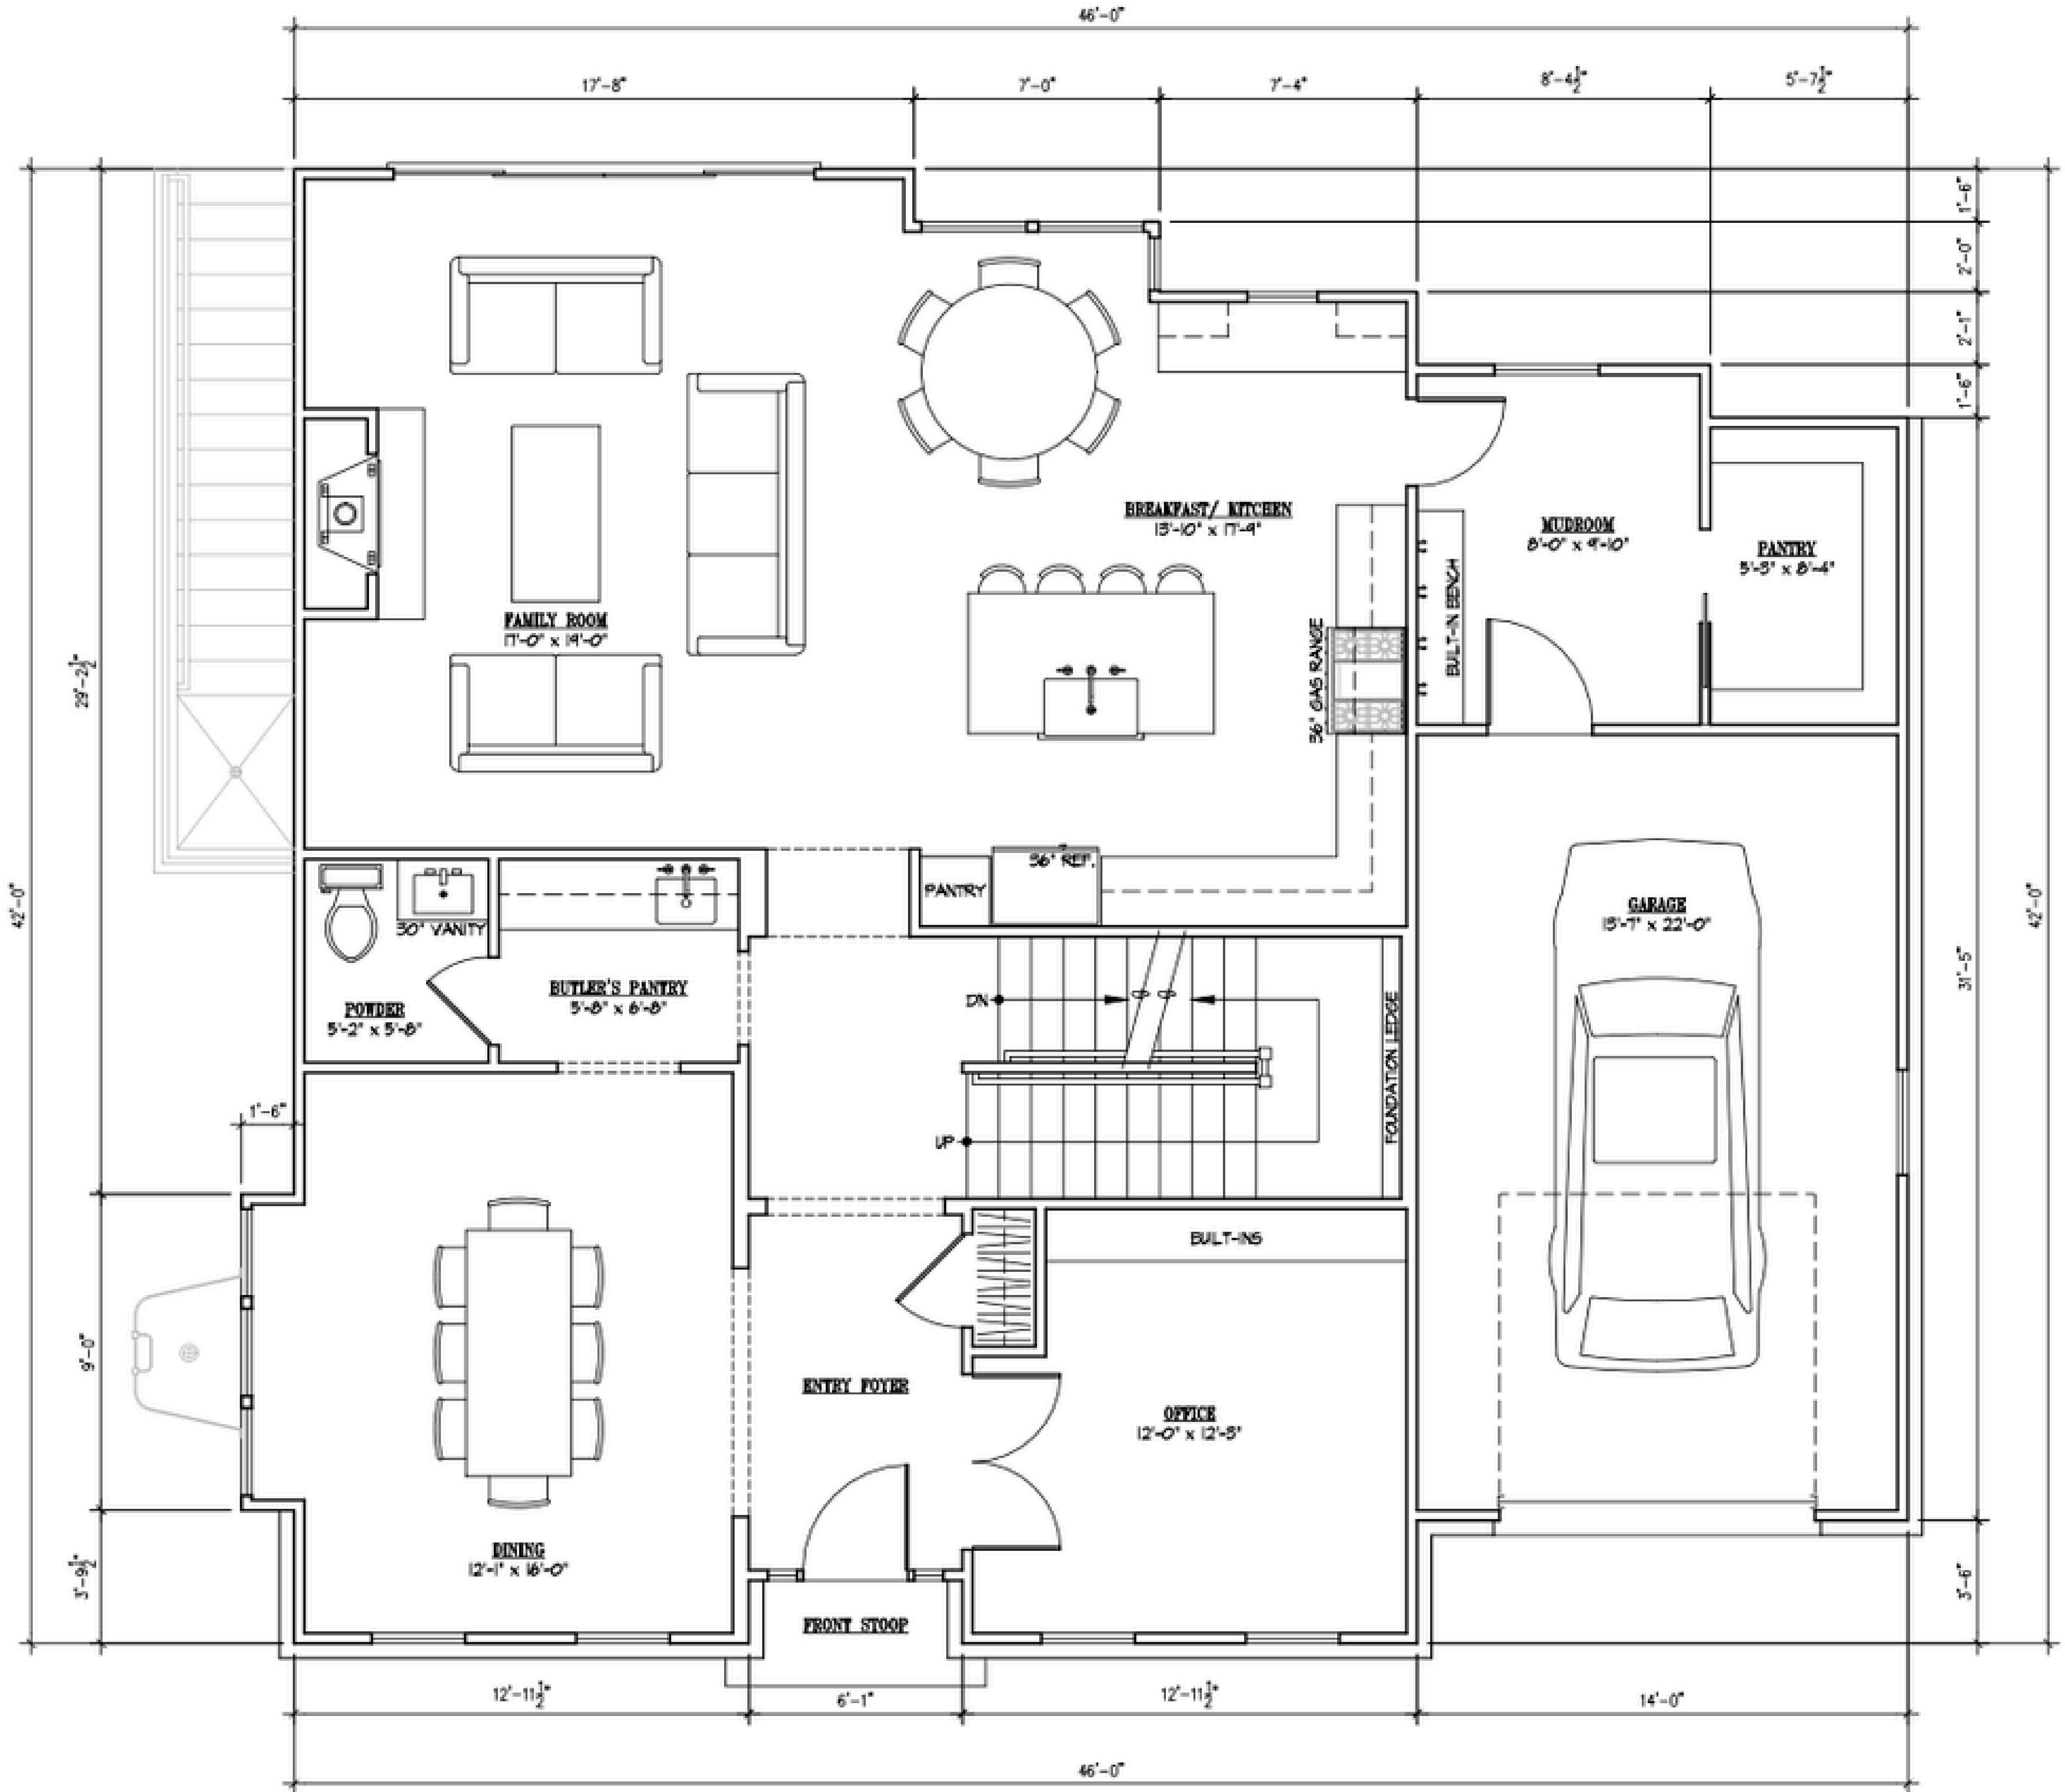 46'-0"
17'-8"
7'-0"
7'-4"
8'-4½"
5'-7½"
1'-6"
2'-0"
2'-1"
1'-6"
BREAKFAST/ KITCHEN
13'-10" x 17'-9"
MUDROOM
8'-0" x 9'-10"
PANTRY
5'-3" x 8'-4"
BUILT-IN BENCH
FAMILY ROOM
17'-0" x 19'-0"
36" GAS RANGE
29'-2½"
42'-0"
36" REF.
PANTRY
30" VANITY
GARAGE
13'-7" x 22'-0"
42'-0"
31'-5"
BUTLER'S PANTRY
5'-8" x 6'-8"
POWDER
5'-2" x 5'-8"
DN
UP
FOUNDATION LEDGE
1'-6"
BUILT-INS
9'-0"
ENTRY FOYER
OFFICE
12'-0" x 12'-3"
DINING
12'-1" x 16'-0"
3'-9½"
3'-6"
FRONT STOOP
12'-11½"
6'-1"
12'-11½"
14'-0"
46'-0"